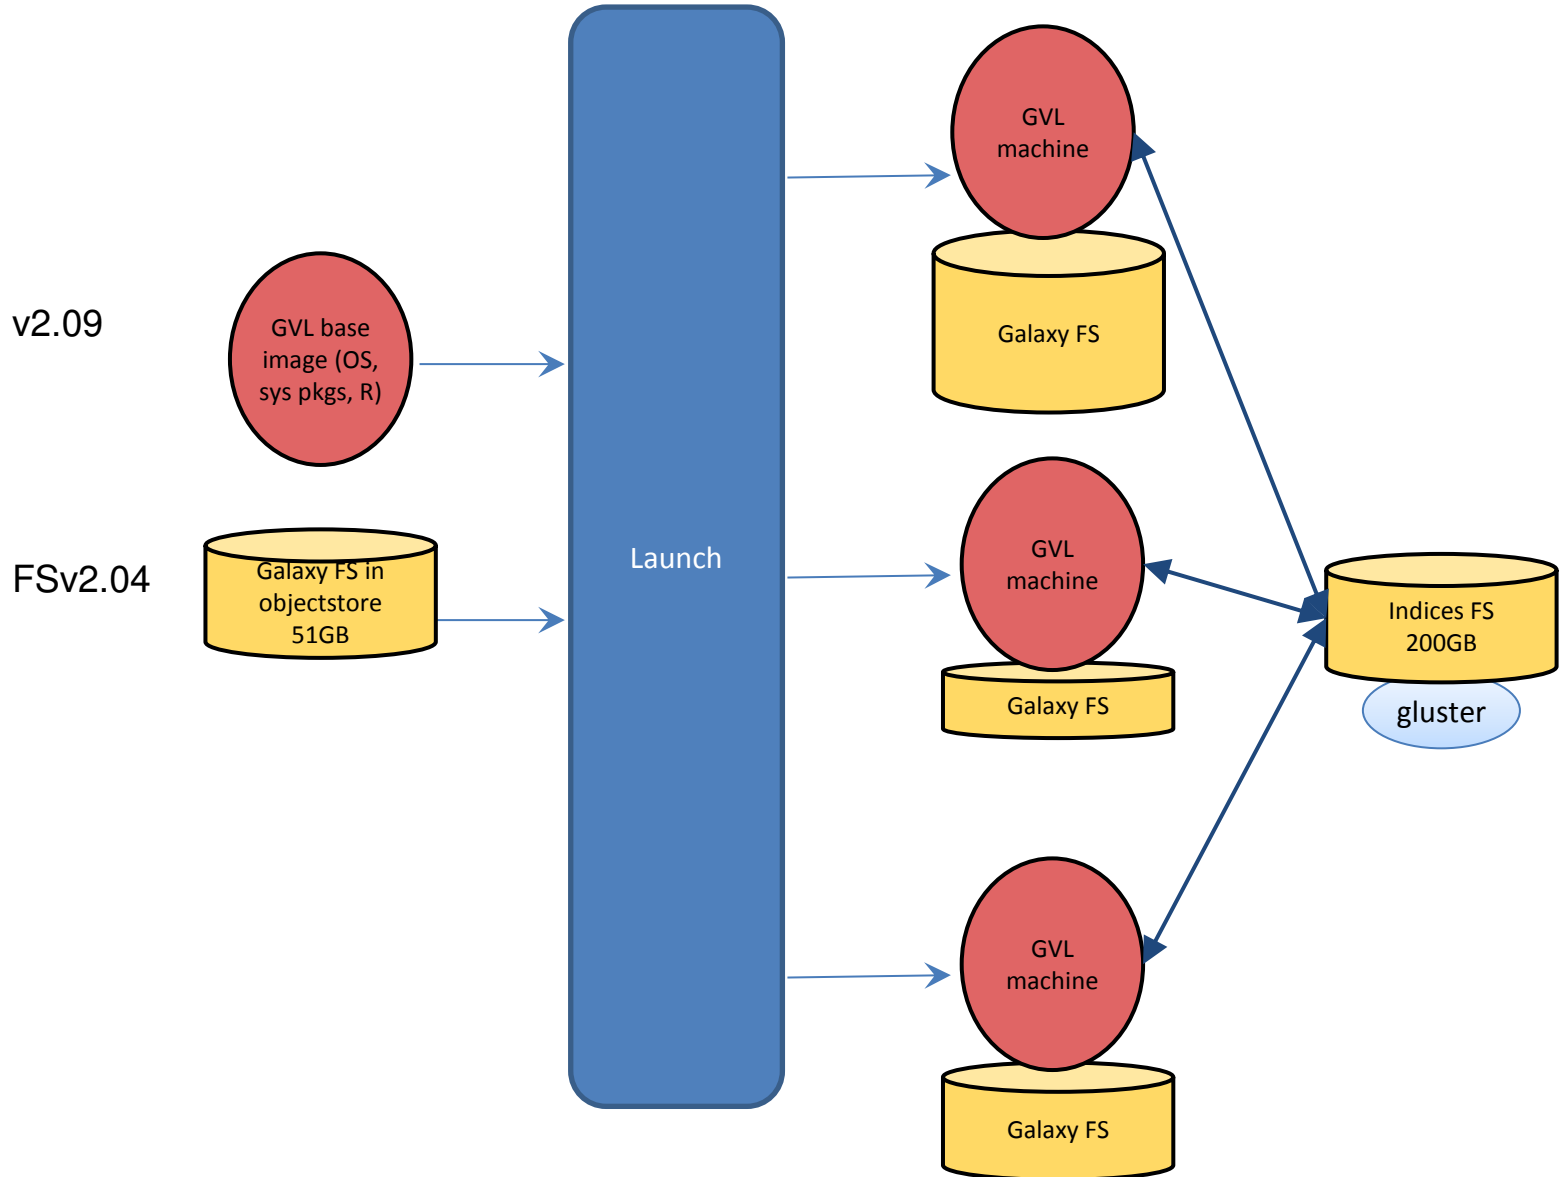 v2.09
GVL base
image (OS,
sys pkgs, R)
FSv2.04
Galaxy FS in
objectstore
51GB
Launch
GVL
machine
Galaxy FS
GVL
machine
Galaxy FS
GVL
machine
Galaxy FS
Indices FS
200GB
gluster